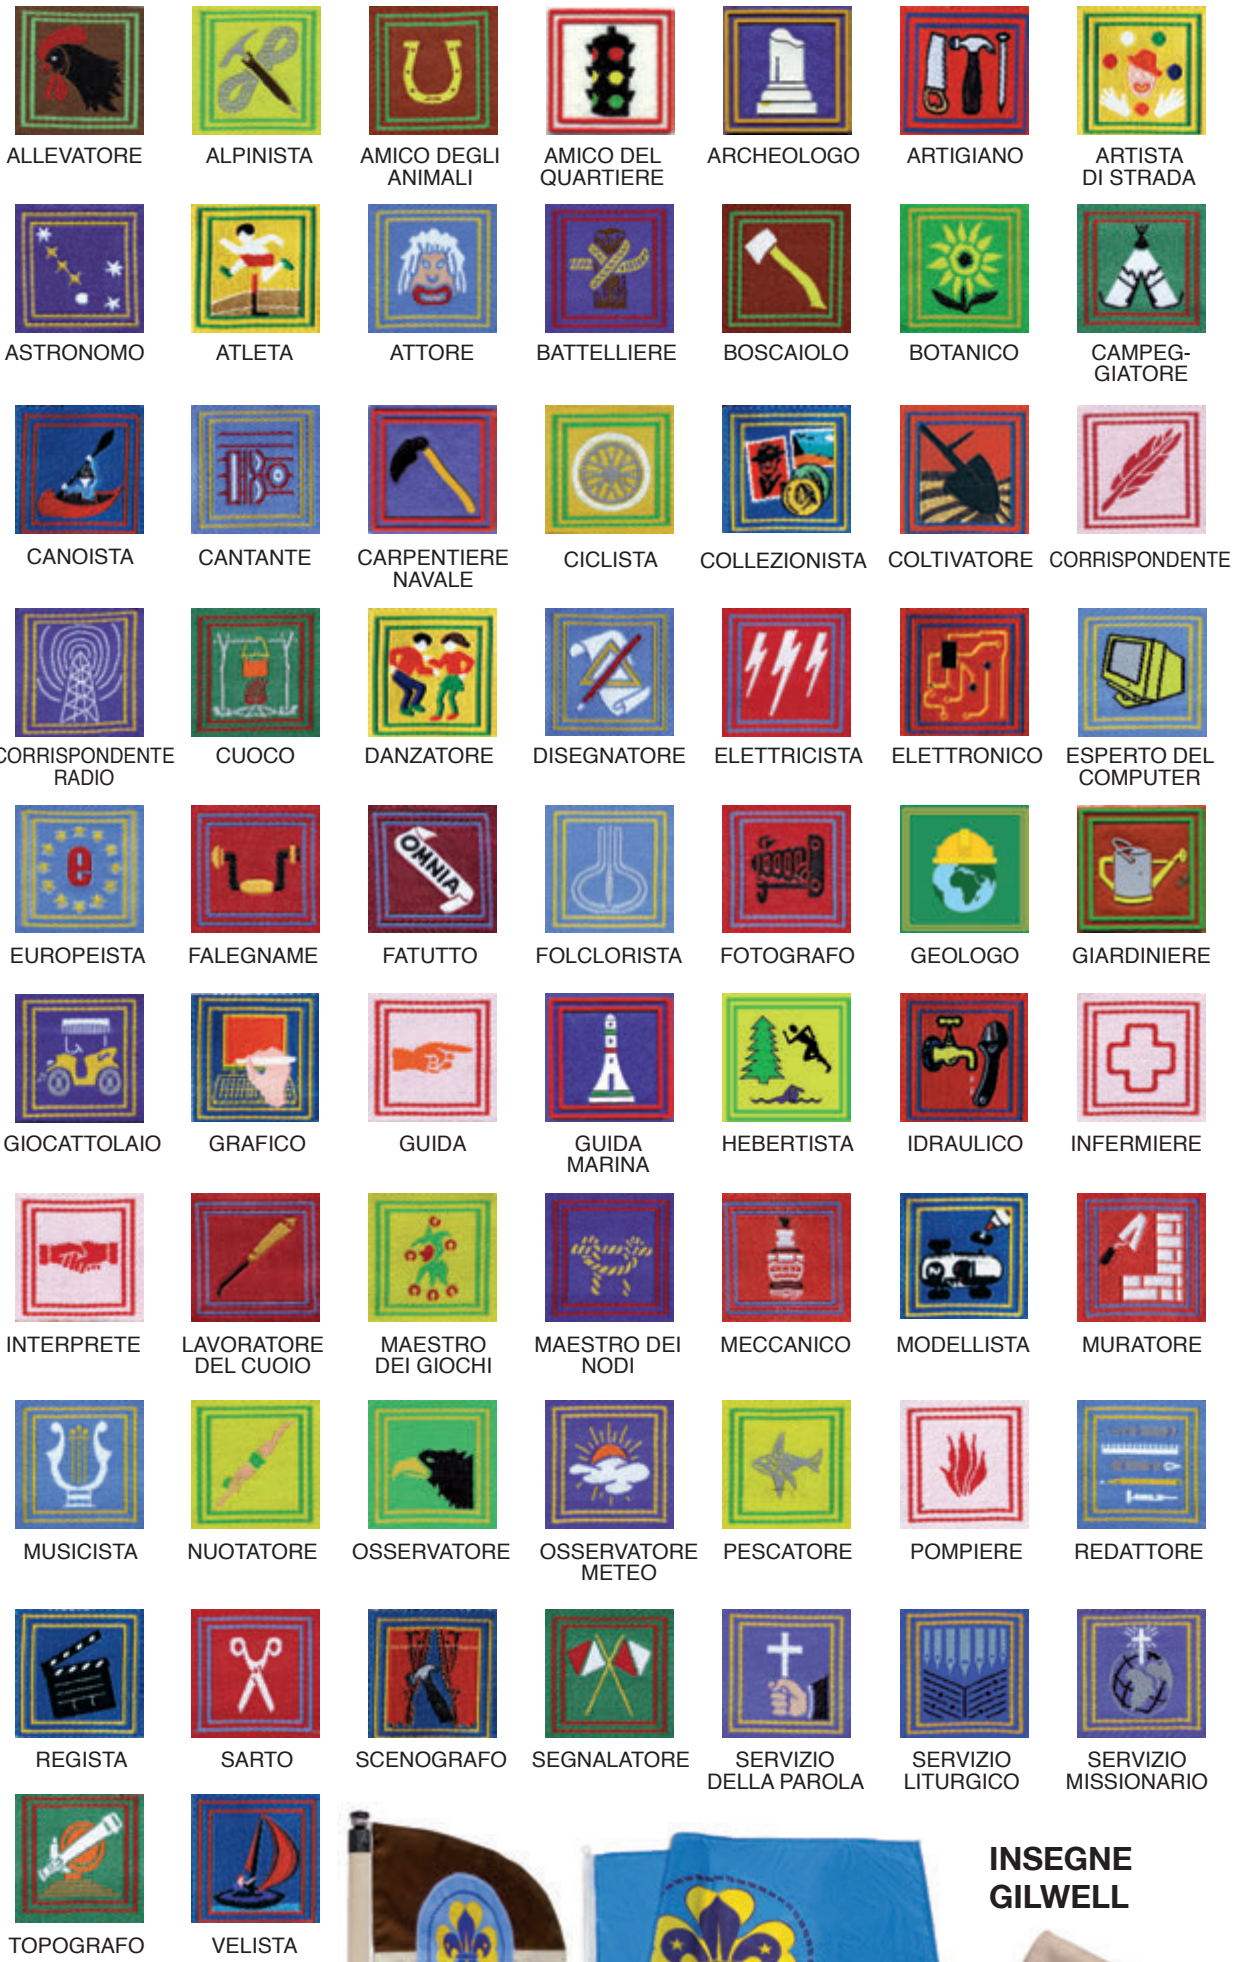 ALLEVATORE
ALPINISTA
AMICO DEGLI
ANIMALI
AMICO DEL
QUARTIERE
ARCHEOLOGO
ARTIGIANO
ARTISTA
DI STRADA
ASTRONOMO
ATLETA
ATTORE
BATTELLIERE
BOSCAIOLO
BOTANICO
CAMPEG-
GIATORE
CANOISTA
CANTANTE
CARPENTIERE
NAVALE
CICLISTA
COLLEZIONISTA
COLTIVATORE
CORRISPONDENTE
CORRISPONDENTE
RADIO
CUOCO
DANZATORE
DISEGNATORE
ELETTRICISTA
ELETTRONICO
ESPERTO DEL
COMPUTER
e
OMNIA
EUROPEISTA
FALEGNAME
FATUTTO
FOLCLORISTA
FOTOGRAFO
GEOLOGO
GIARDINIERE
GIOCATTOLAIO
GRAFICO
GUIDA
GUIDA
MARINA
HEBERTISTA
IDRAULICO
INFERMIERE
INTERPRETE
LAVORATORE
DEL CUOIO
MAESTRO
DEI GIOCHI
MAESTRO DEI
NODI
MECCANICO
MODELLISTA
MURATORE
MUSICISTA
NUOTATORE
OSSERVATORE
OSSERVATORE
METEO
PESCATORE
POMPIERE
REDATTORE
REGISTA
SARTO
SCENOGRAFO
SEGNALATORE
SERVIZIO
DELLA PAROLA
SERVIZIO
LITURGICO
SERVIZIO
MISSIONARIO
TOPOGRAFO
VELISTA
INSEGNE
GILWELL